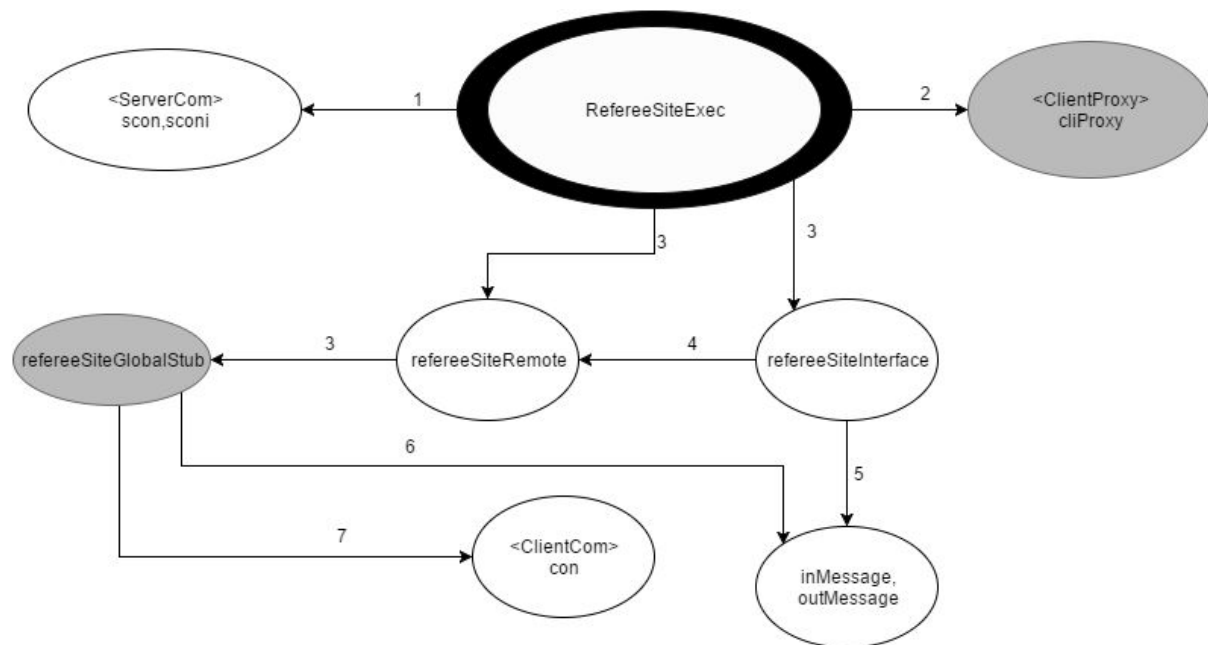 <ServerCom>
scon,sconi
1
RefereeSiteExec
2
<ClientProxy>
cliProxy
3
3
refereeSiteGlobalStub
3
refereeSiteRemote
4
refereeSiteInterface
6
5
7
<ClientCom>
con
inMessage,
outMessage